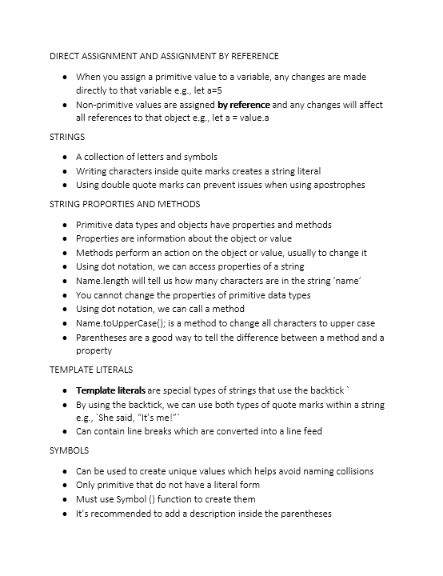 DIRECT ASSIGNMENT AND ASSIGNMENT BY REFERENCE
• When you assign a primitive value to a variable, any changes are made
directly to that variable e.g., let a=5
• Non-primitive values are assigned by reference and any changes will affect
all references to that object e.g., let a = value.a
STRINGS
• A collection of letters and symbols
• Writing characters inside quite marks creates a string literal
• Using double quote marks can prevent issues when using apostrophes
STRING PROPORTIES AND METHODS
• Primitive data types and objects have properties and methods
• Properties are information about the object or value
• Methods perform an action on the object or value, usually to change it
• Using dot notation, we can access properties of a string
• Name.length will tell us how many characters are in the string ‘name’
• You cannot change the properties of primitive data types
• Using dot notation, we can call a method
• Name.toUpperCase(); is a method to change all characters to upper case
• Parentheses are a good way to tell the difference between a method and a
property
TEMPLATE LITERALS
• Template literals are special types of strings that use the backtick `
• By using the backtick, we can use both types of quote marks within a string
e.g., `She said, “It’s me!”`
• Can contain line breaks which are converted into a line feed
SYMBOLS
• Can be used to create unique values which helps avoid naming collisions
• Only primitive that do not have a literal form
• Must use Symbol () function to create them
• It’s recommended to add a description inside the parentheses